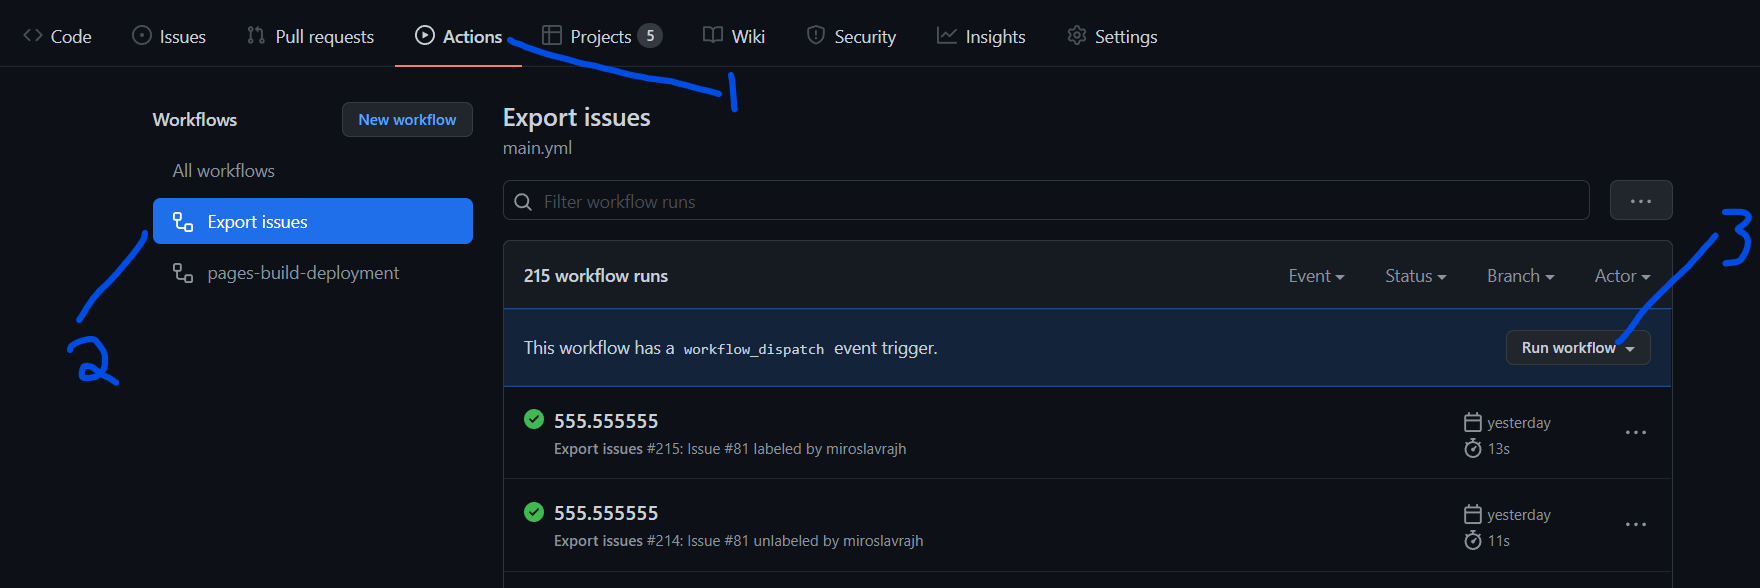 Code Issues Pull requests Actions Projects 5 Wiki Security Insights Settings
1
Workflows New workflow
All workflows
Export issues
pages-build-deployment
2
Export issues
main.yml
Filter workflow runs ...
3
215 workflow runs Event Status Branch Actor
This workflow has a workflow_dispatch event trigger. Run workflow
555.555555 yesterday
Export issues #215: Issue #81 labeled by miroslavrajh 13s
555.555555 yesterday
Export issues #214: Issue #81 unlabeled by miroslavrajh 11s